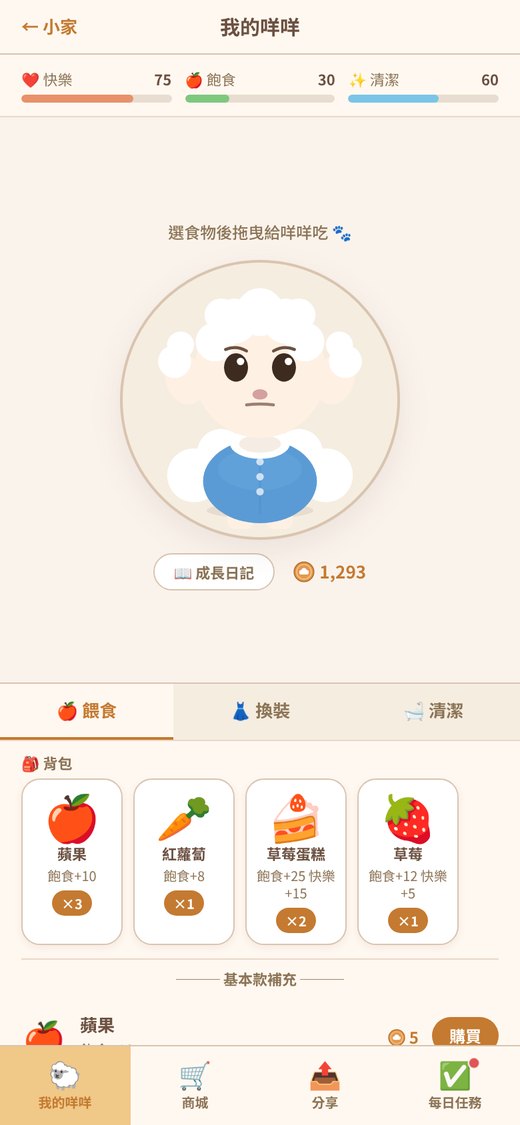 ← 小家
我的咩咩
❤️ 快樂 75
🍎 飽食 30
✨ 清潔 60
選食物後拖曳給咩咩吃 🐾
📖 成長日記
1,293
🍎 餵食
👗 換裝
🛁 清潔
🎒 背包
蘋果
飽食+10
×3
紅蘿蔔
飽食+8
×1
草莓蛋糕
飽食+25 快樂
+15
×2
草莓
飽食+12 快樂
+5
×1
基本款補充
蘋果
5
購買
我的咩咩
商城
分享
每日任務